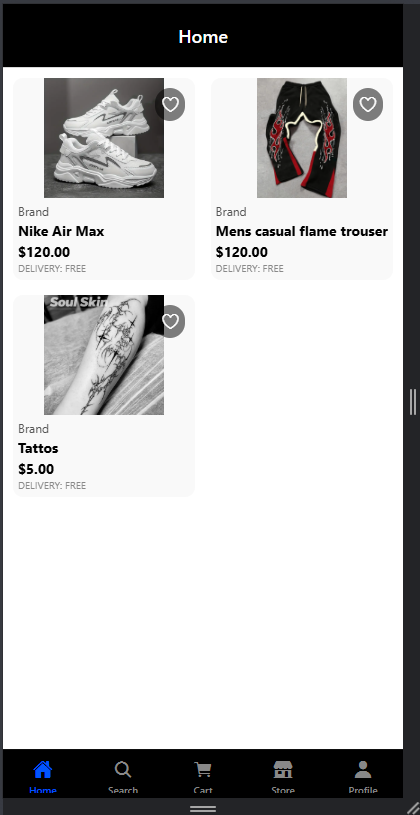 Home
Brand
Nike Air Max
$120.00
DELIVERY: FREE
Brand
Mens casual flame trouser
$120.00
DELIVERY: FREE
Soul Skin
Brand
Tattos
$5.00
DELIVERY: FREE
Home
Search
Cart
Store
Profile